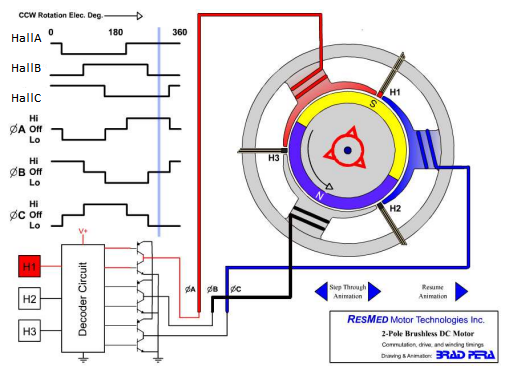 CCW Rotation Elec. Deg.
0 180 360
HallA
HallB
HallC
Hi
ØA Off
Lo
Hi
ØB Off
Lo
Hi
ØC Off
Lo
V+
H1
H2
H3
Decoder Circuit
ØA ØB ØC
H1
H2
H3
S
N
Step Through
Animation
Resume
Animation
RESMED Motor Technologies Inc.
2-Pole Brushless DC Motor
Commutation, drive, and winding timings
Drawing & Animation: BRAD PERA